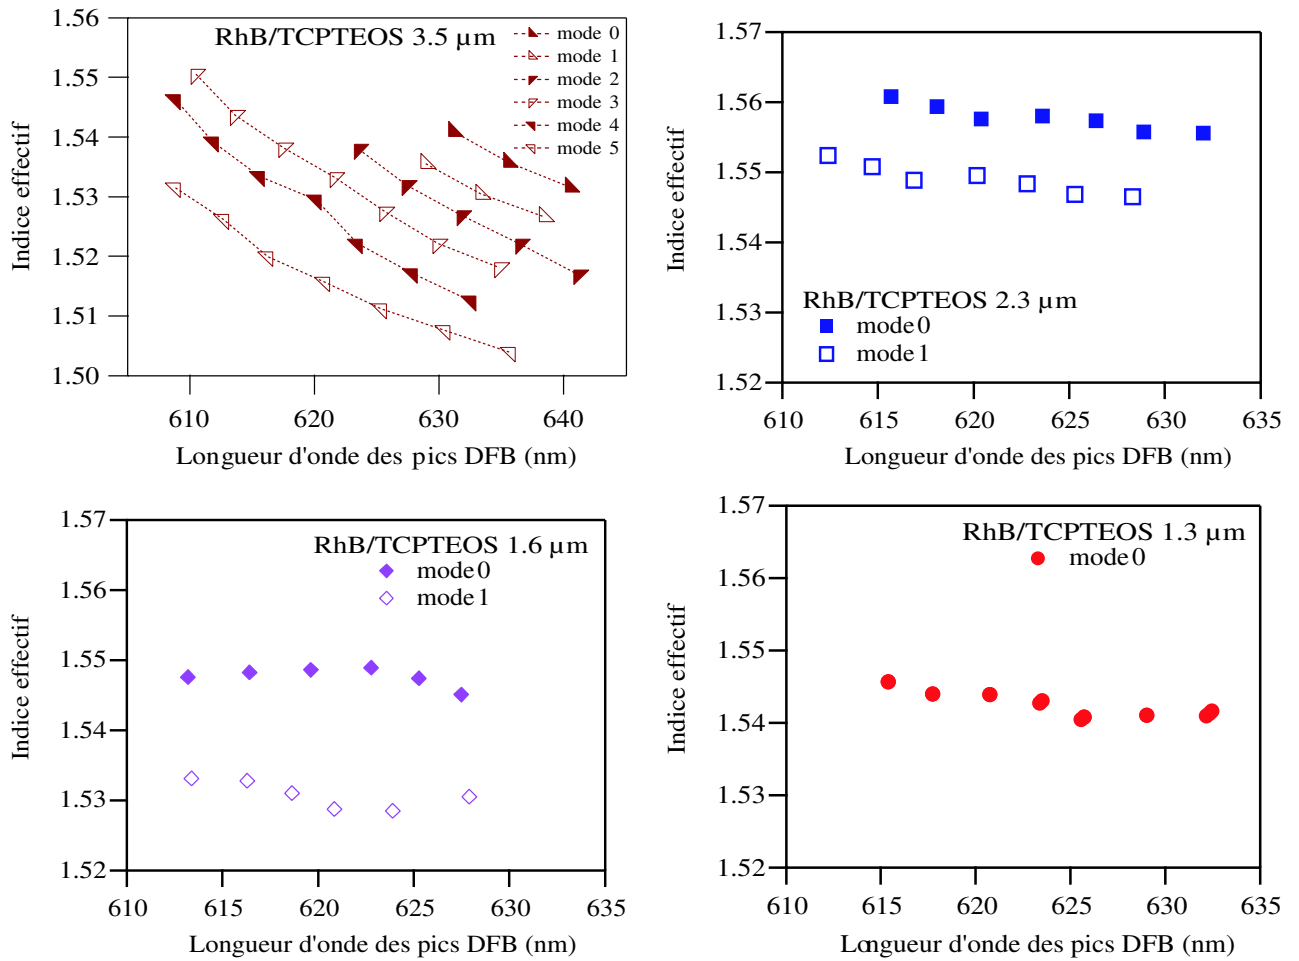 1.56
1.55
1.54
1.53
1.52
1.51
1.50
Indice effectif
RhB/TCPTEOS 3.5 µm
mode 0
mode 1
mode 2
mode 3
mode 4
mode 5
610 620 630 640
Longueur d'onde des pics DFB (nm)
1.57
1.56
1.55
1.54
1.53
1.52
Indice effectif
RhB/TCPTEOS 2.3 µm
mode 0
mode 1
610 615 620 625 630 635
Longueur d'onde des pics DFB (nm)
1.57
1.56
1.55
1.54
1.53
1.52
Indice effectif
RhB/TCPTEOS 1.6 µm
mode 0
mode 1
610 615 620 625 630 635
Longueur d'onde des pics DFB (nm)
1.57
1.56
1.55
1.54
1.53
1.52
Indice effectif
RhB/TCPTEOS 1.3 µm
mode 0
610 615 620 625 630 635
Longueur d'onde des pics DFB (nm)